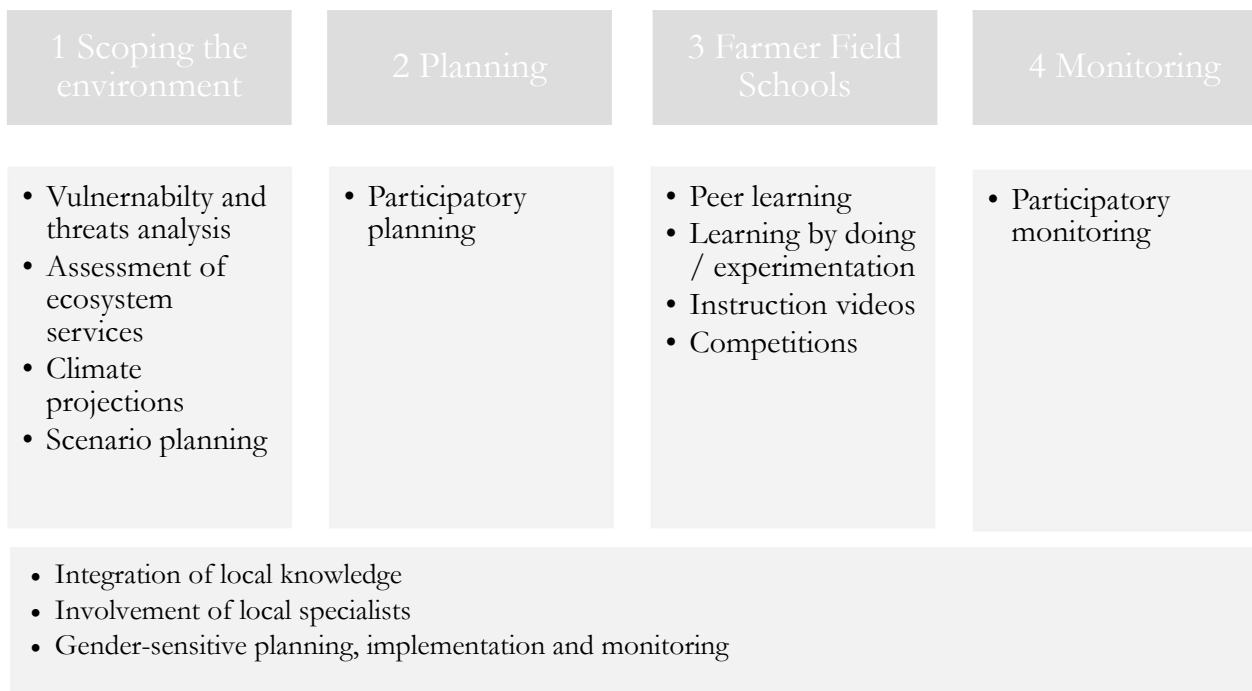 1 Scoping the
environment
2 Planning
3 Farmer Field
Schools
4 Monitoring
• Vulnerabilty and
threats analysis
• Assessment of
ecosystem
services
• Climate
projections
• Scenario planning
• Participatory
planning
• Peer learning
• Learning by doing
/ experimentation
• Instruction videos
• Competitions
• Participatory
monitoring
• Integration of local knowledge
• Involvement of local specialists
• Gender-sensitive planning, implementation and monitoring